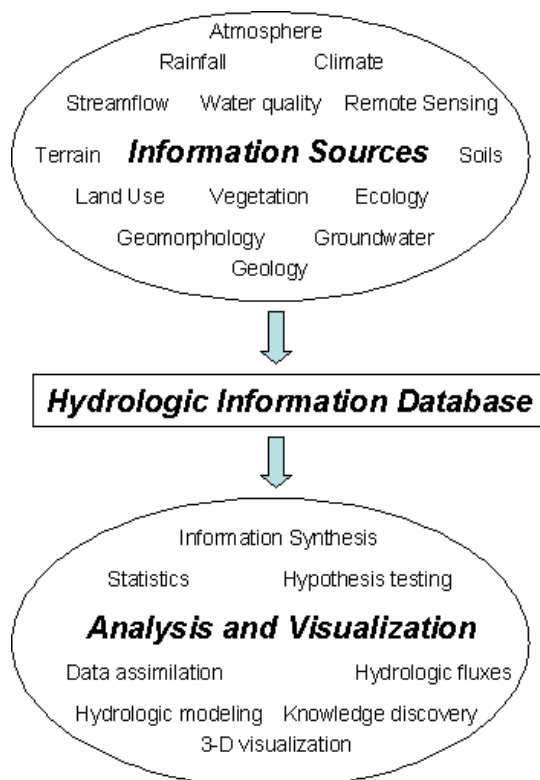 Atmosphere
Rainfall Climate
Streamflow Water quality Remote Sensing
Terrain Information Sources Soils
Land Use Vegetation Ecology
Geomorphology Groundwater
Geology
Hydrologic Information Database
Information Synthesis
Statistics Hypothesis testing
Analysis and Visualization
Data assimilation Hydrologic fluxes
Hydrologic modeling Knowledge discovery
3-D visualization